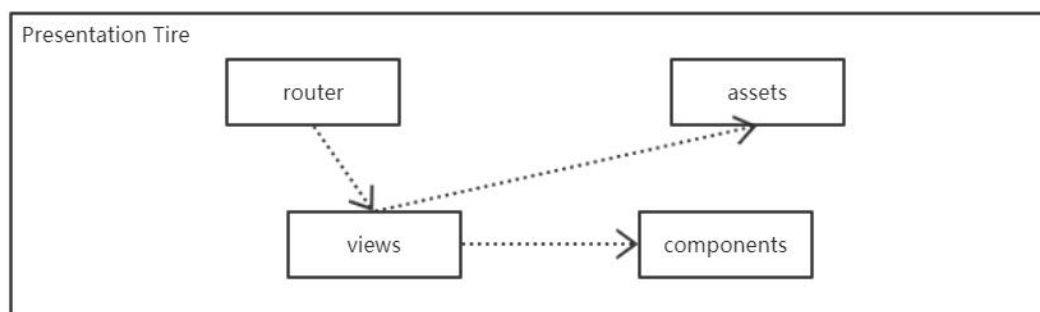 Presentation Tire
router
assets
views
components